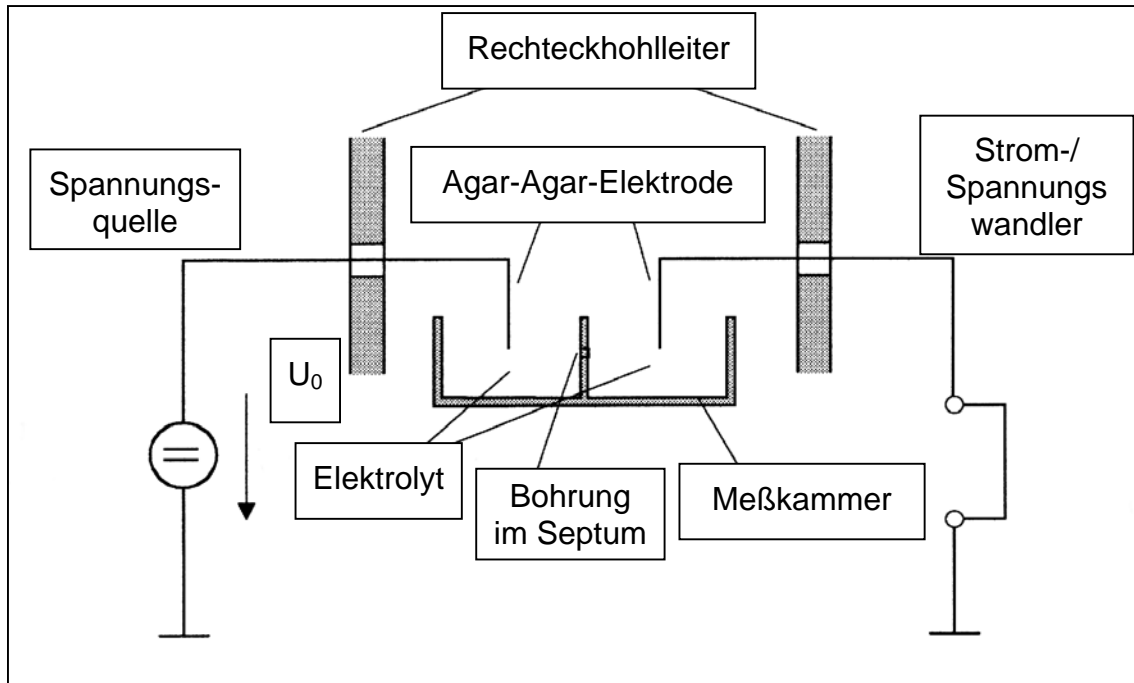 Rechteckhohlleiter
Spannungs-
quelle
Agar-Agar-Elektrode
Strom-/
Spannungs
wandler
U₀
Elektrolyt
Bohrung
im Septum
Meßkammer